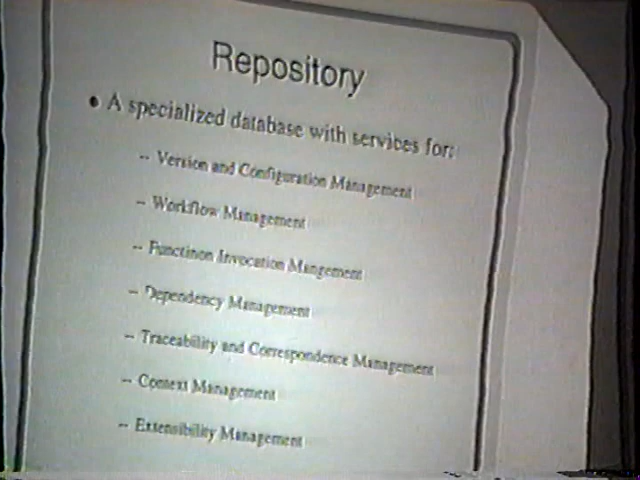 Repository
• A specialized database with services for:
-- Version and Configuration Management
-- Workflow Management
-- Functinon Invocation Mangement
-- Dependency Management
-- Traceability and Correspondence Management
-- Context Management
-- Extensibility Management